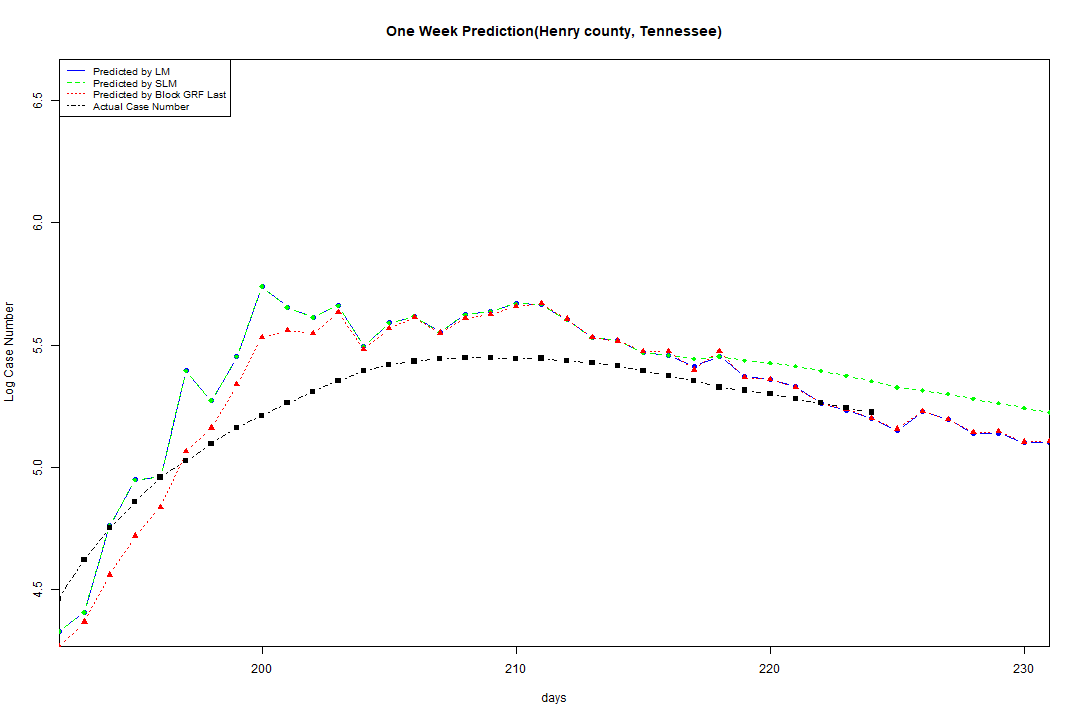 One Week Prediction(Henry county, Tennessee)
Predicted by LM
Predicted by SLM
Predicted by Block GRF Last
Actual Case Number
6.5
6.0
5.5
5.0
4.5
Log Case Number
200
210
220
230
days